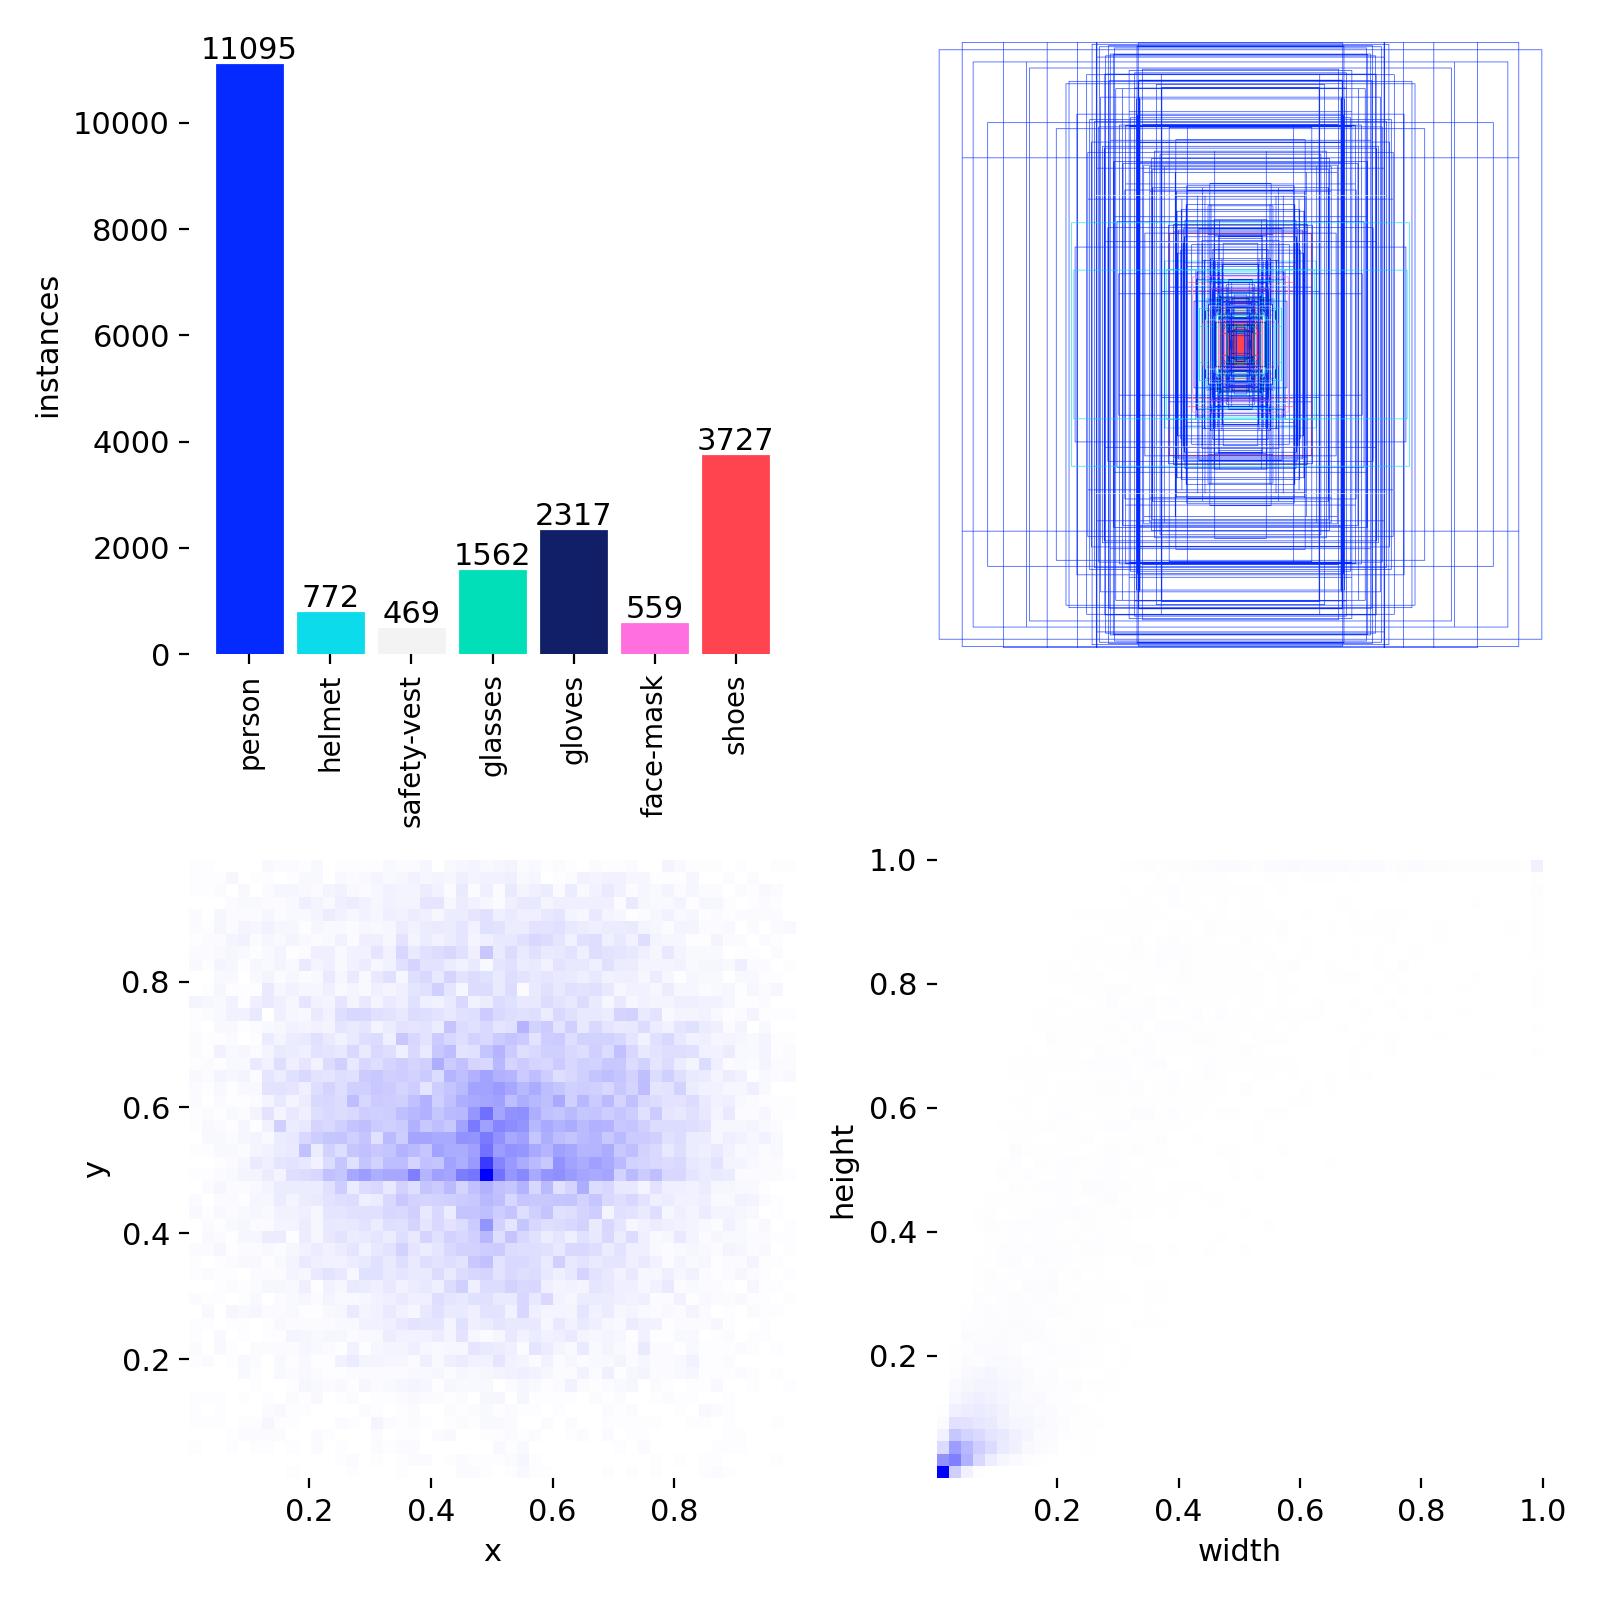 11095
10000
8000
6000
4000
2000
0
instances
772
469
1562
2317
559
3727
person
helmet
safety-vest
glasses
gloves
face-mask
shoes
0.8
0.6
0.4
0.2
y
0.2 0.4 0.6 0.8
x
1.0
0.8
0.6
0.4
0.2
height
0.2 0.4 0.6 0.8 1.0
width